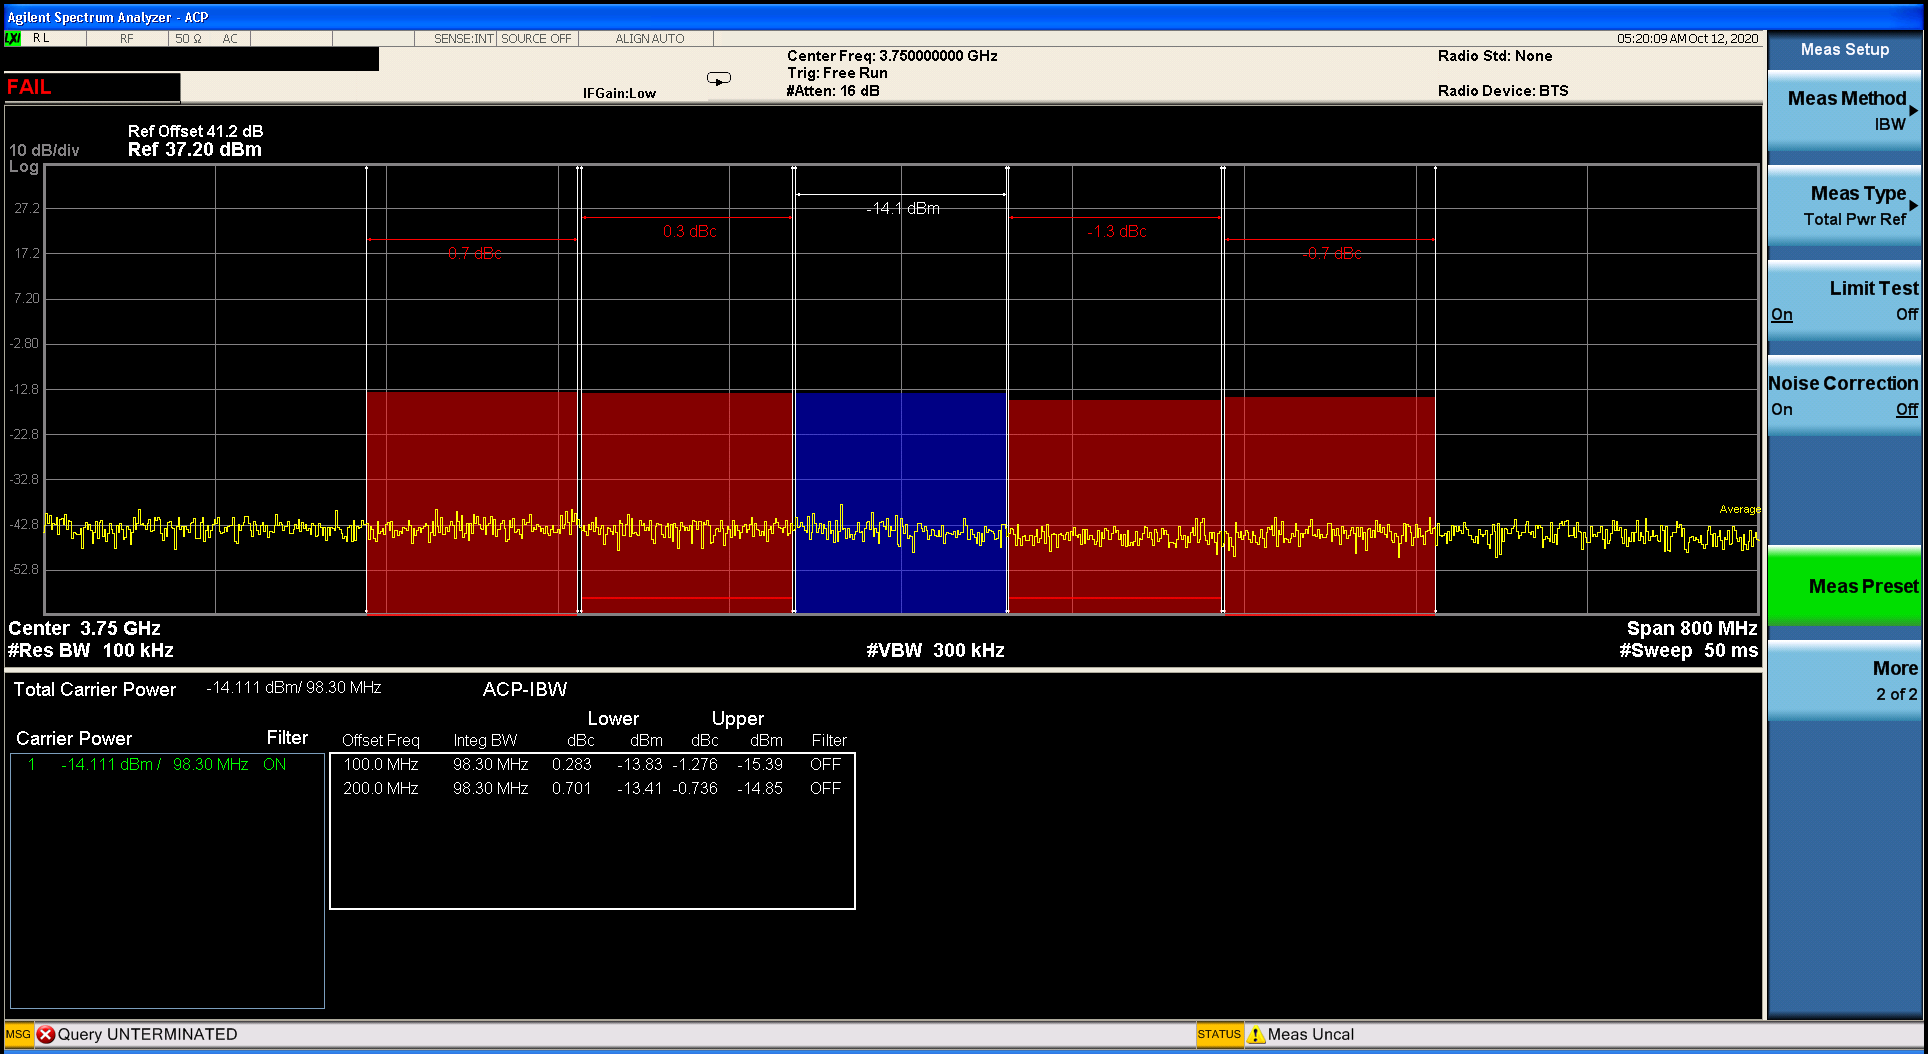 Agilent Spectrum Analyzer - ACP
LXI R L RF 50 Ω AC SENSE:INT SOURCE OFF ALIGN AUTO 05:20:09 AM Oct 12, 2020
Center Freq: 3.750000000 GHz Radio Std: None
Trig: Free Run
FAIL IFGain:Low #Atten: 16 dB Radio Device: BTS
Ref Offset 41.2 dB
10 dB/div Ref 37.20 dBm
Log
27.2
17.2
7.20
-2.80
-12.8
-22.8
-32.8
-42.8
-52.8
-14.1 dBm
0.3 dBc -1.3 dBc
0.7 dBc -0.7 dBc
Average
Center 3.75 GHz Span 800 MHz
#Res BW 100 kHz #VBW 300 kHz #Sweep 50 ms
Total Carrier Power -14.111 dBm/ 98.30 MHz ACP-IBW
Lower Upper
Carrier Power Filter Offset Freq Integ BW dBc dBm dBc dBm Filter
1 -14.111 dBm / 98.30 MHz ON 100.0 MHz 98.30 MHz 0.283 -13.83 -1.276 -15.39 OFF
200.0 MHz 98.30 MHz 0.701 -13.41 -0.736 -14.85 OFF
MSG Query UNTERMINATED STATUS Meas Uncal
Meas Setup
Meas Method
IBW
Meas Type
Total Pwr Ref
Limit Test
On Off
Noise Correction
On Off
Meas Preset
More
2 of 2